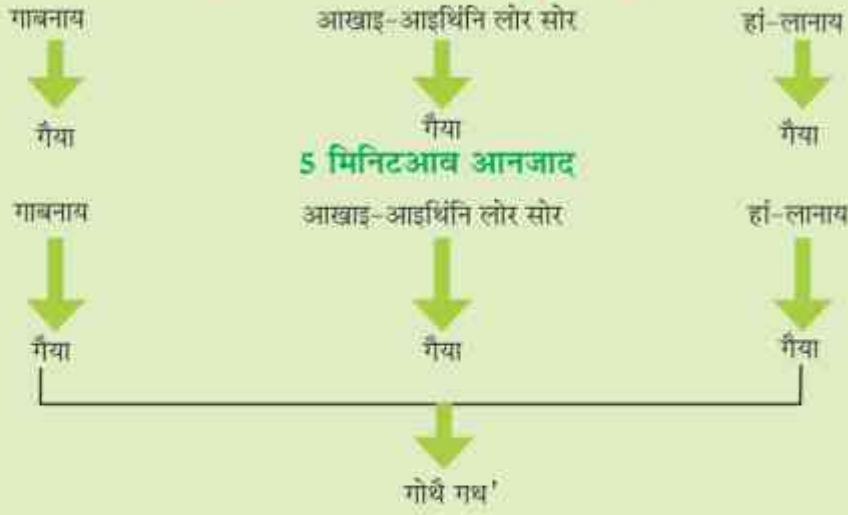 गाबनाय आखाइ-आइथिंनि लोर सोर हां-लानाय
गैया गैया गैया
5 मिनिटआव आनजाद
गाबनाय आखाइ-आइथिंनि लोर सोर हां-लानाय
गैया गैया गैया
गोथै गथ'